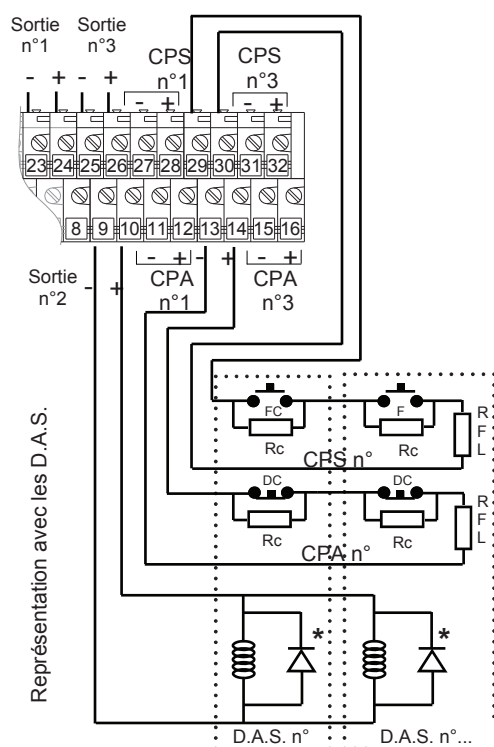 Sortie
n°1
Sortie
n°3
CPS
n°1
CPS
n°3
- + - +
- +
- +
23 24 25 26 27 28 29 30 31 32
8 9 10 11 12 13 14 15 16
Sortie
n°2
- +
- +
CPA
n°1
- +
- +
CPA
n°3
FC
Rc
F
Rc
R
F
L
CPS n°
DC
Rc
DC
Rc
R
F
L
CPA n°
Représentation avec les D.A.S.
*
*
D.A.S. n°
D.A.S. n°...